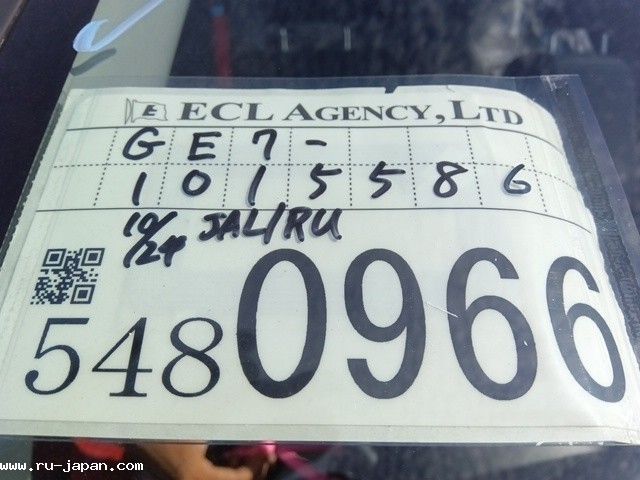 E ECL AGENCY, LTD
GE7-
1015586
10/24 JAL/RU
5480966
www.ru-japan.com